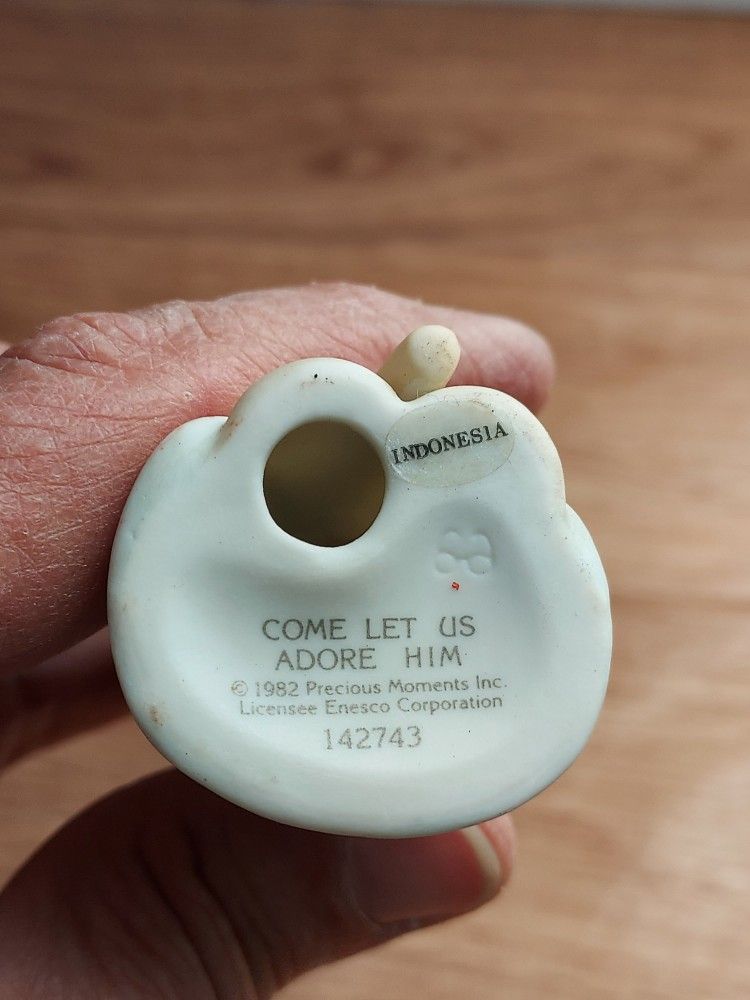 INDONESIA
COME LET US
ADORE HIM
© 1982 Precious Moments Inc.
Licensee Enesco Corporation
142743